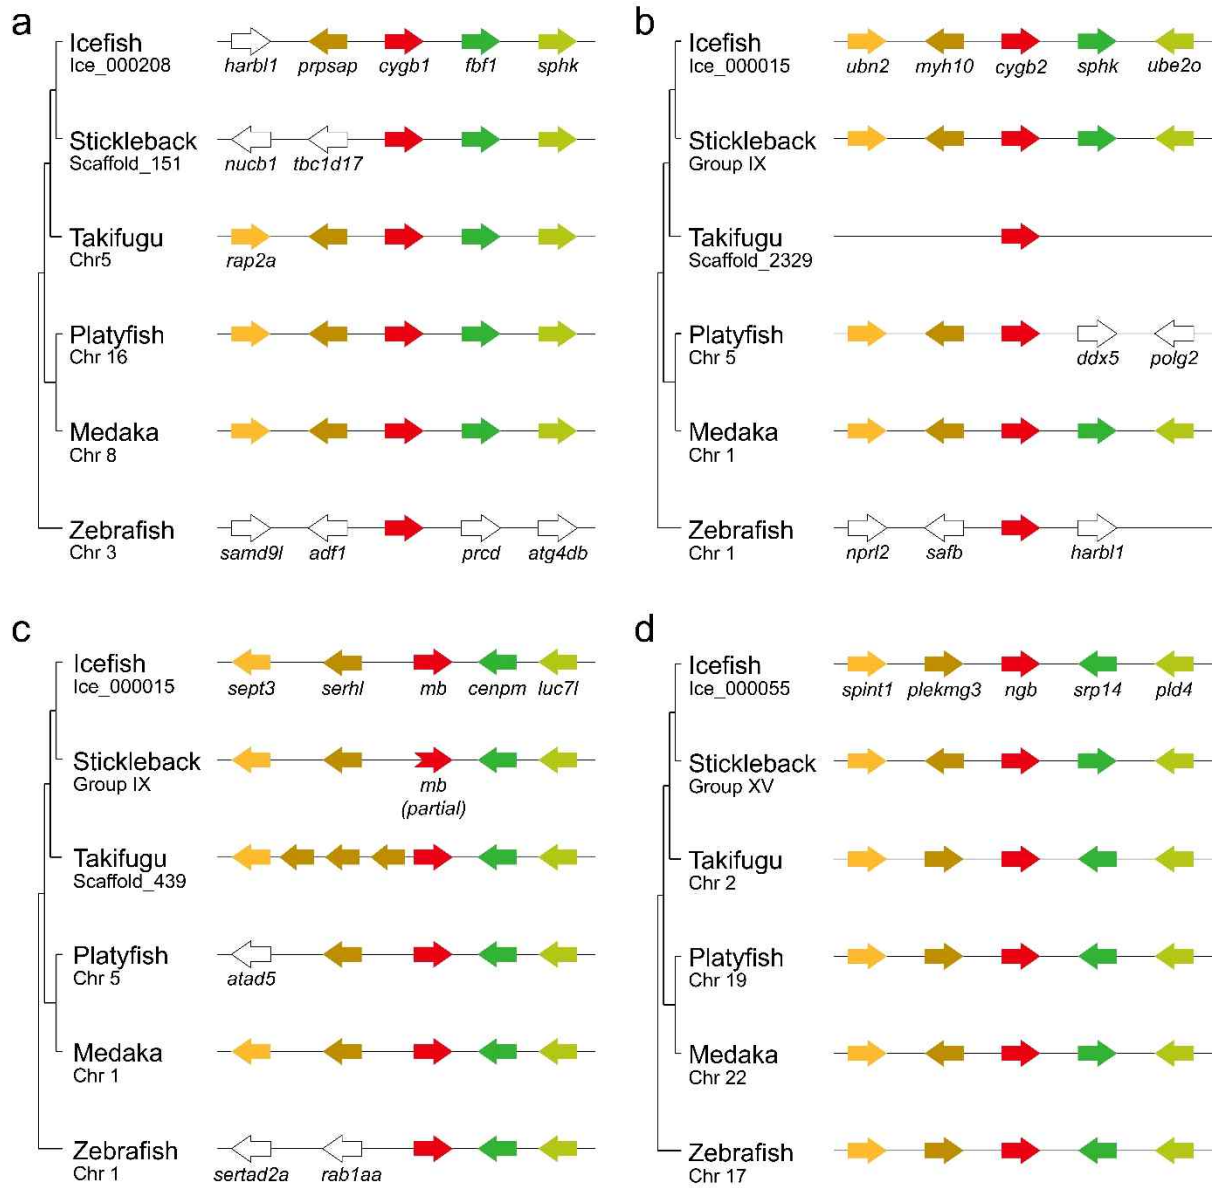 a
Icefish
Ice_000208
harbl1 prpsap cygb1 fbf1 sphk
Stickleback
Scaffold_151
nucb1 tbc1d17
Takifugu
Chr5
rap2a
Platyfish
Chr 16
Medaka
Chr 8
Zebrafish
Chr 3
samd9l adf1 prcd atg4db
b
Icefish
Ice_000015
ubn2 myh10 cygb2 sphk ube2o
Stickleback
Group IX
Takifugu
Scaffold_2329
Platyfish
Chr 5
ddx5 polg2
Medaka
Chr 1
Zebrafish
Chr 1
nprl2 safb harbl1
c
Icefish
Ice_000015
sept3 serhl mb cenpm luc7l
Stickleback
Group IX
mb
(partial)
Takifugu
Scaffold_439
Platyfish
Chr 5
atad5
Medaka
Chr 1
Zebrafish
Chr 1
sertad2a rab1aa
d
Icefish
Ice_000055
spint1 plekmg3 ngb srp14 pld4
Stickleback
Group XV
Takifugu
Chr 2
Platyfish
Chr 19
Medaka
Chr 22
Zebrafish
Chr 17